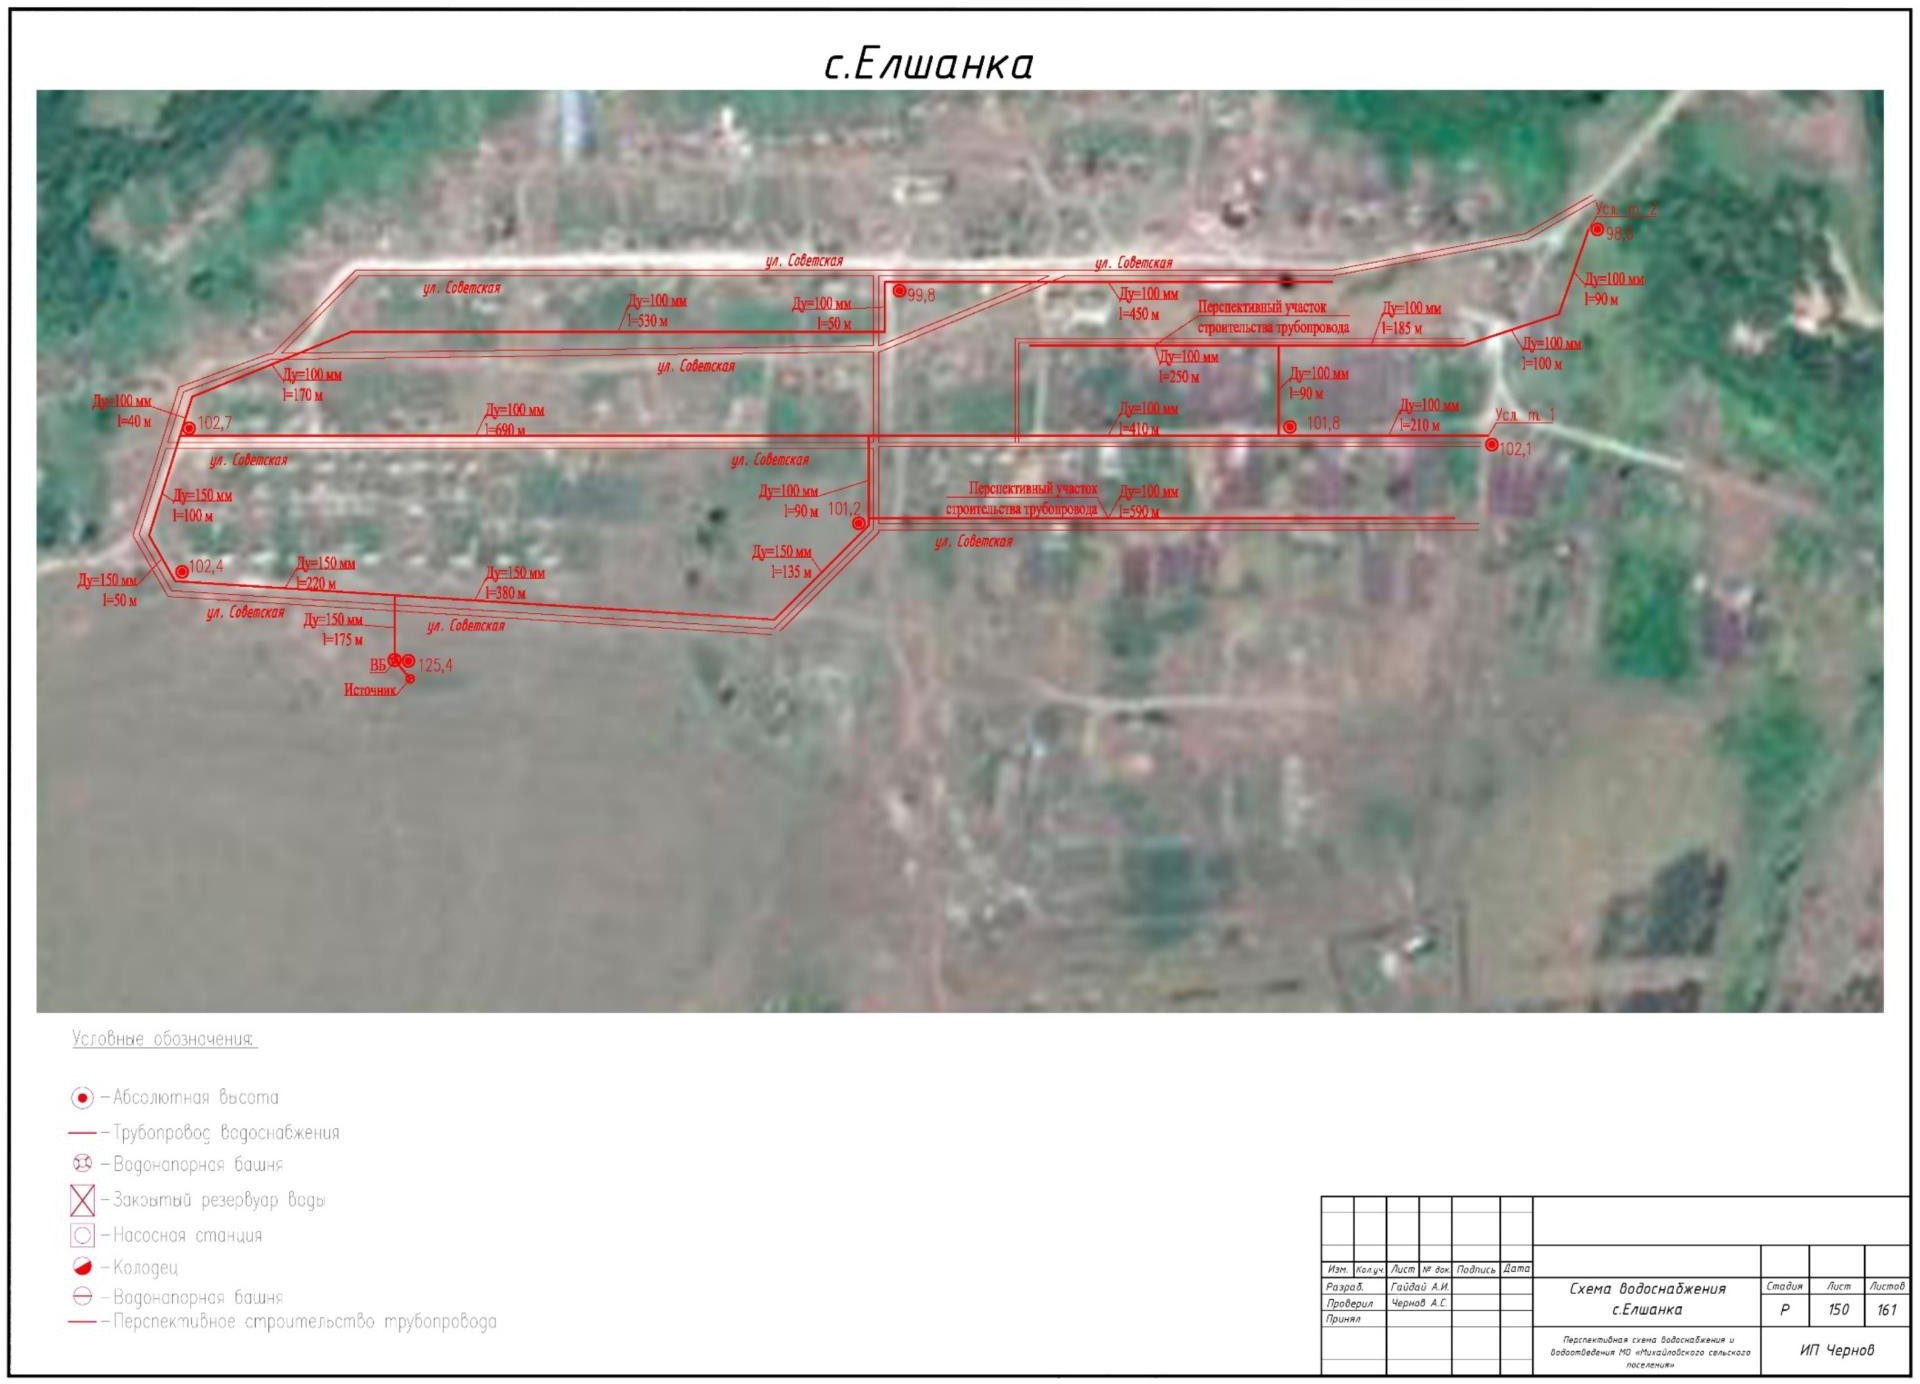 с.Елшанка
Усл. т. 2
98,8
ул. Советская
ул. Советская
ул. Советская
Ду=100 мм
l=90 м
99,8
Ду=100 мм
l=530 м
Ду=100 мм
l=50 м
Ду=100 мм
l=450 м
Перспективный участок
строительства трубопровода
Ду=100 мм
l=185 м
Ду=100 мм
l=100 м
ул. Советская
Ду=100 мм
l=250 м
Ду=100 мм
l=170 м
Ду=100 мм
l=90 м
Ду=100 мм
l=40 м
102,7
Ду=100 мм
l=690 м
Ду=100 мм
l=410 м
101,8
Ду=100 мм
l=210 м
Усл. т. 1
102,1
ул. Советская
ул. Советская
Ду=150 мм
l=100 м
Ду=100 мм
l=90 м
101,2
Перспективный участок
строительства трубопровода
Ду=100 мм
l=590 м
ул. Советская
Ду=150 мм
l=135 м
102,4
Ду=150 мм
l=50 м
Ду=150 мм
l=220 м
Ду=150 мм
l=380 м
ул. Советская
Ду=150 мм
l=175 м
ул. Советская
ВБ
125,4
Источник
Условные обозначения:
– Абсолютная высота
– Трубопровод водоснабжения
– Водонапорная башня
– Закрытый резервуар воды
– Насосная станция
– Колодец
– Водонапорная башня
– Перспективное строительство трубопровода
Изм. Кол.уч. Лист № док. Подпись Дата
Разраб. Гайдай А.И.
Проверил Чернов А.С.
Принял
Схема водоснабжения
с.Елшанка
Стадия Лист Листов
Р 150 161
Перспективная схема водоснабжения и
водоотведения МО «Михайловского сельского
поселения»
ИП Чернов